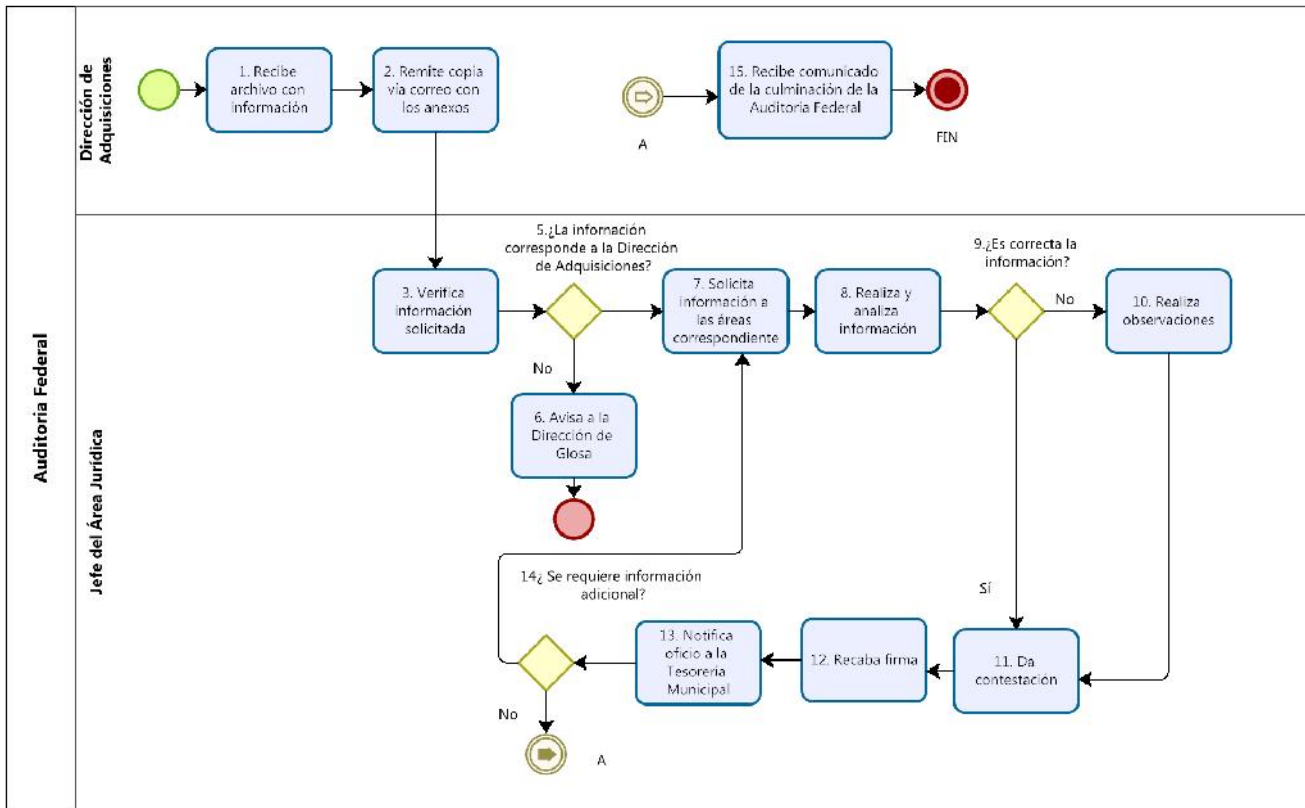 Auditoria Federal
Dirección de
Adquisiciones
1. Recibe
archivo con
información
2. Remite copia
via correo con
los anexos
A
15. Recibe comunicado
de la culminación de la
Auditoria Federal
FIN
Jefe del Área Jurídica
3. Verifica
información
solicitada
5.¿La infornación
corresponde a la Dirección
de Adquisiciones?
No
6. Avisa a la
Dirección de
Glosa
7. Solicita
información a
las áreas
correspondiente
8. Realiza y
analiza
información
9.¿Es correcta la
información?
No
10. Realiza
observaciones
Sí
11. Da
contestación
12. Recaba firma
13. Notifica
oficio a la
Tesorería
Municipal
14¿ Se requiere información
adicional?
No
A